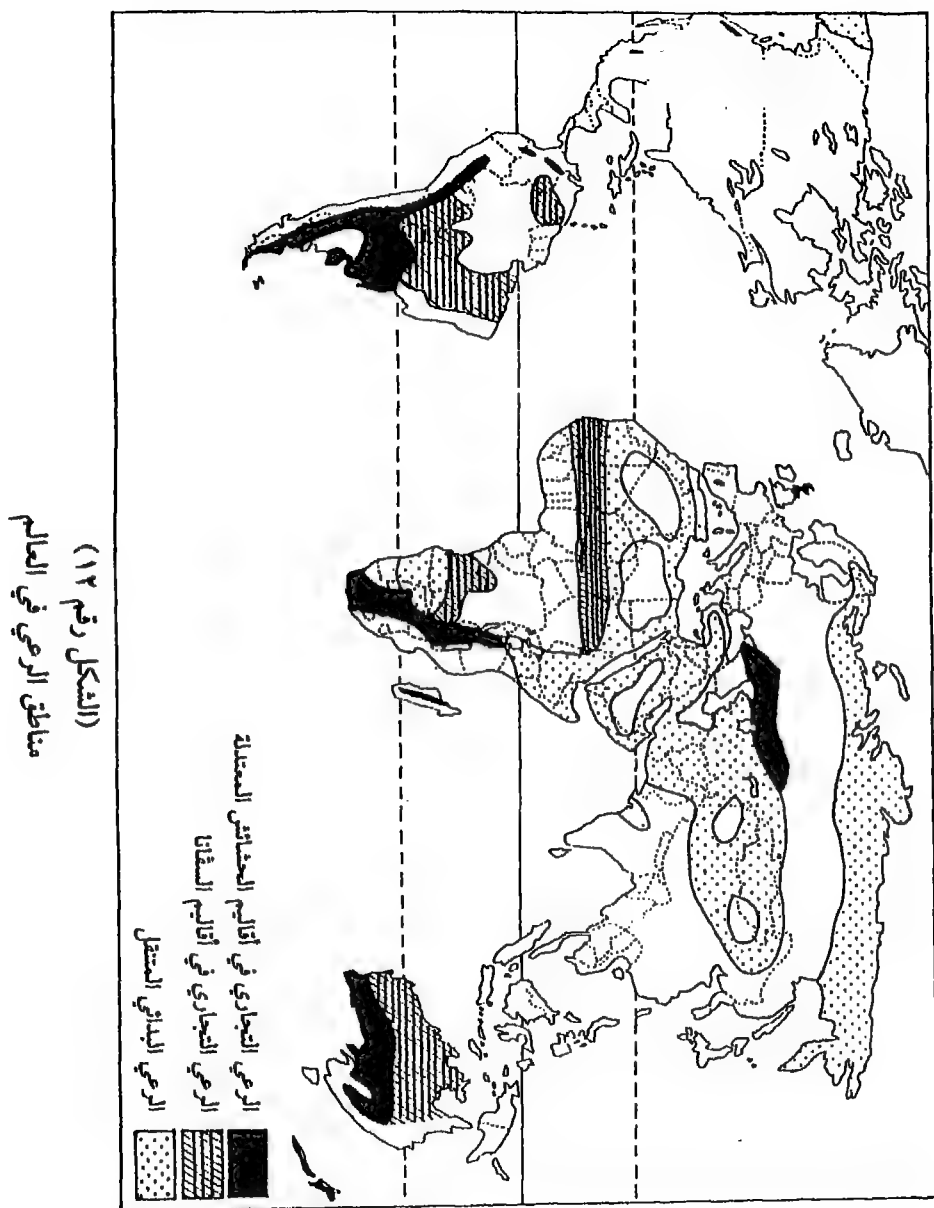 الرعي التجاري في أقاليم الحشائش المعتدلة
الرعي التجاري في أقاليم السڤانا
الرعي البدائي المتنقل
(الشكل رقم ١٢)
مناطق الرعي في العالم